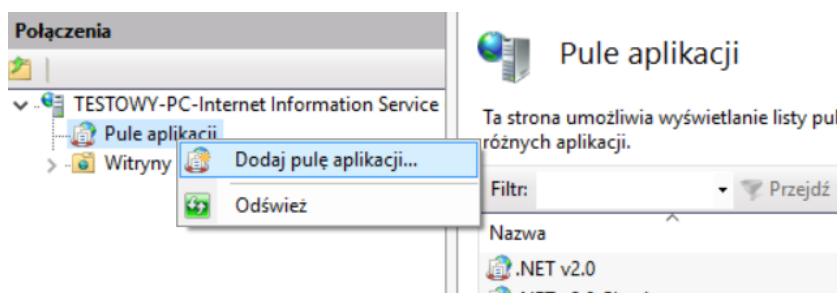 Połączenia
TESTOWY-PC-Internet Information Service
Pule aplikacji
Witryny
Dodaj pulę aplikacji...
Odśwież
Pule aplikacji
Ta strona umożliwia wyświetlanie listy pul
różnych aplikacji.
Filtr:
Przejdź
Nazwa
.NET v2.0